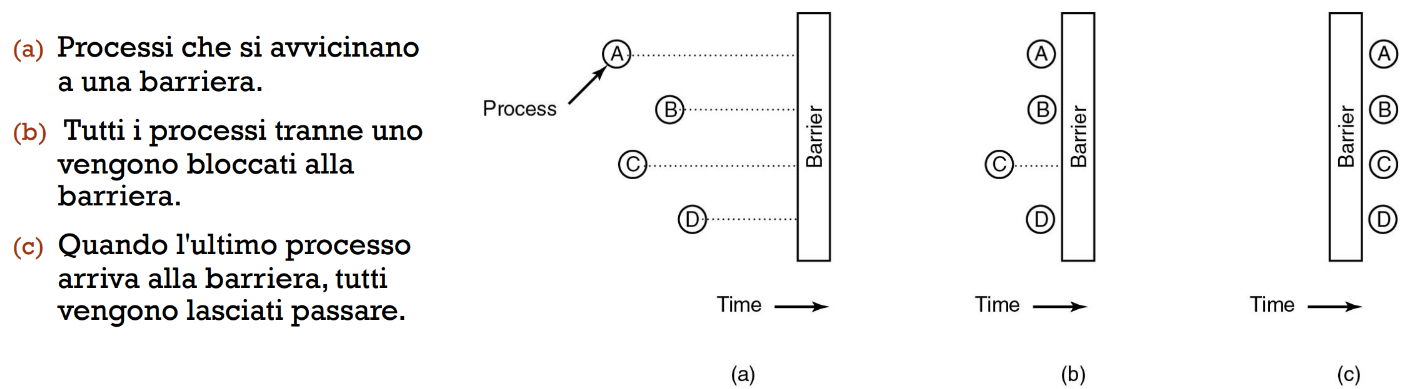 (a) Processi che si avvicinano
a una barriera.
(b) Tutti i processi tranne uno
vengono bloccati alla
barriera.
(c) Quando l'ultimo processo
arriva alla barriera, tutti
vengono lasciati passare.
Process
A
B
C
D
Barrier
Time
(a)
A
B
C
D
Barrier
Time
(b)
Barrier
A
B
C
D
Time
(c)